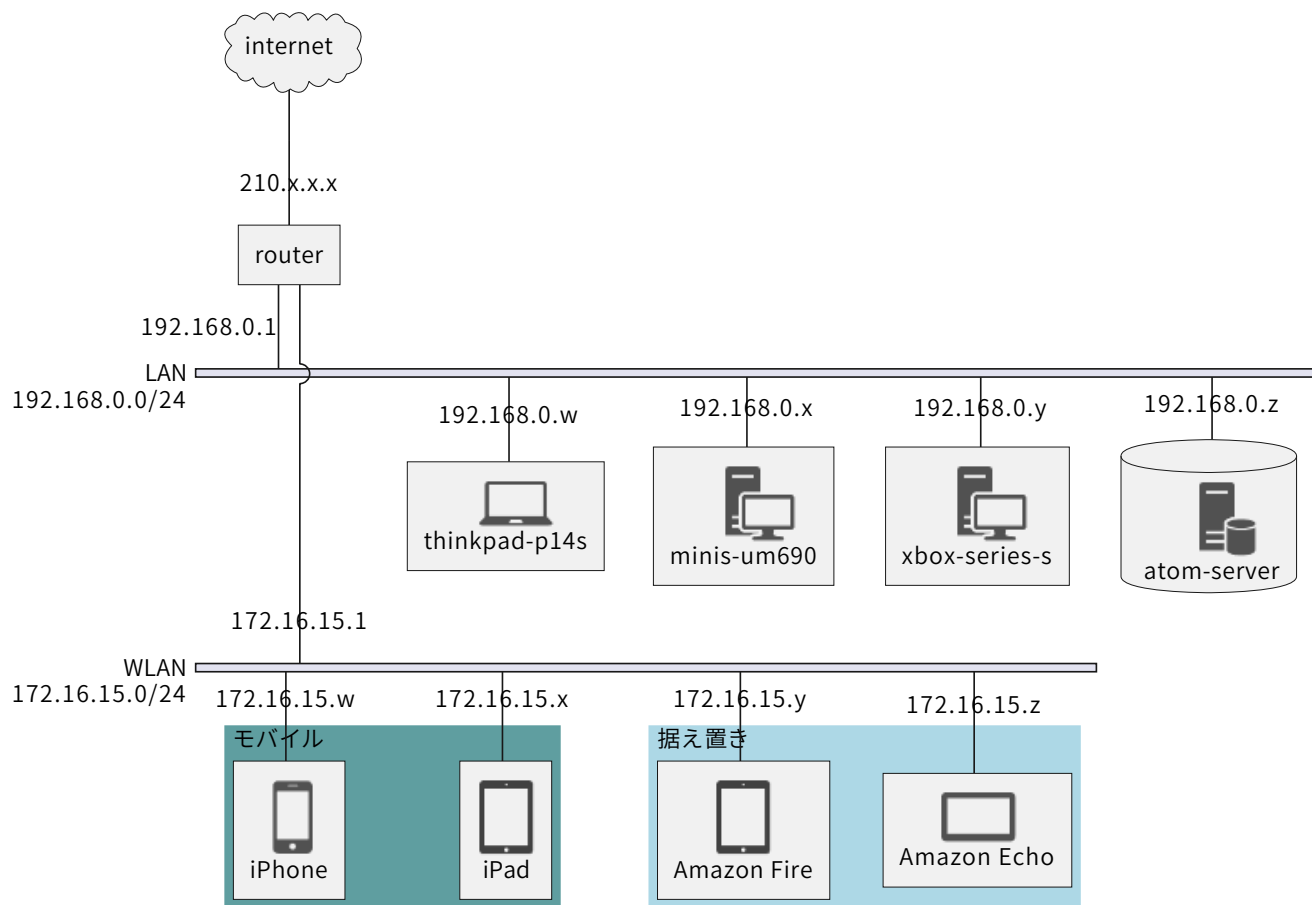 internet
210.x.x.x
router
192.168.0.1
LAN
192.168.0.0/24
192.168.0.w
192.168.0.x
192.168.0.y
192.168.0.z
thinkpad-p14s
minis-um690
xbox-series-s
atom-server
172.16.15.1
WLAN
172.16.15.0/24
172.16.15.w
172.16.15.x
172.16.15.y
172.16.15.z
モバイル
据え置き
iPhone
iPad
Amazon Fire
Amazon Echo